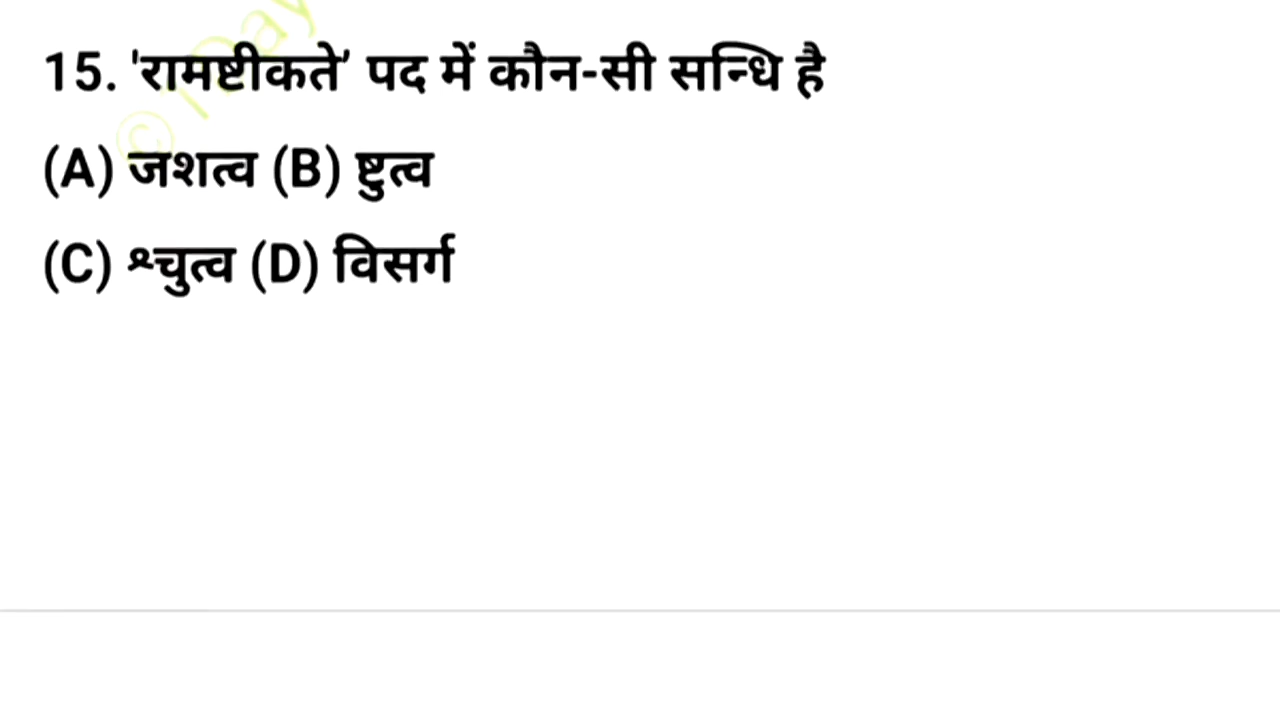 15. 'रामष्टीकते' पद में कौन-सी सन्धि है
(A) जशत्व (B) ष्टुत्व
(C) श्चुत्व (D) विसर्ग